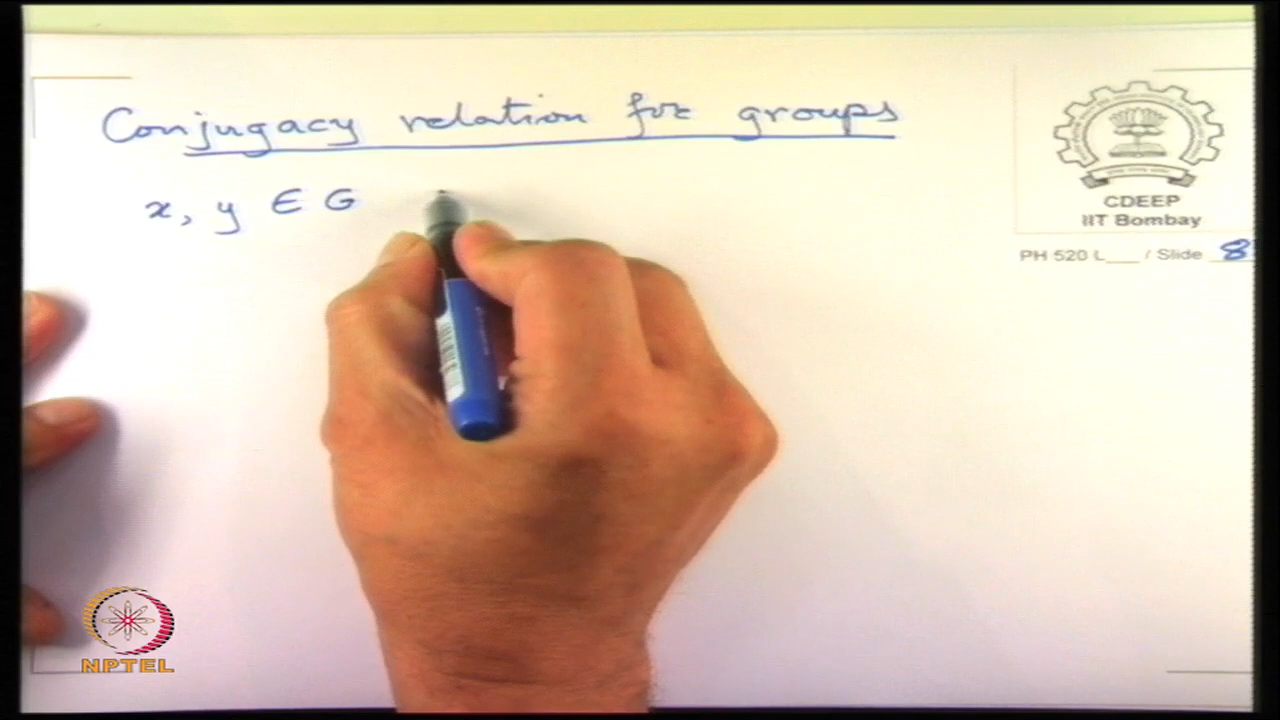 Conjugacy relation for groups
x, y ∈ G
CDEEP
IIT Bombay
PH 520 L___ / Slide 8
NPTEL